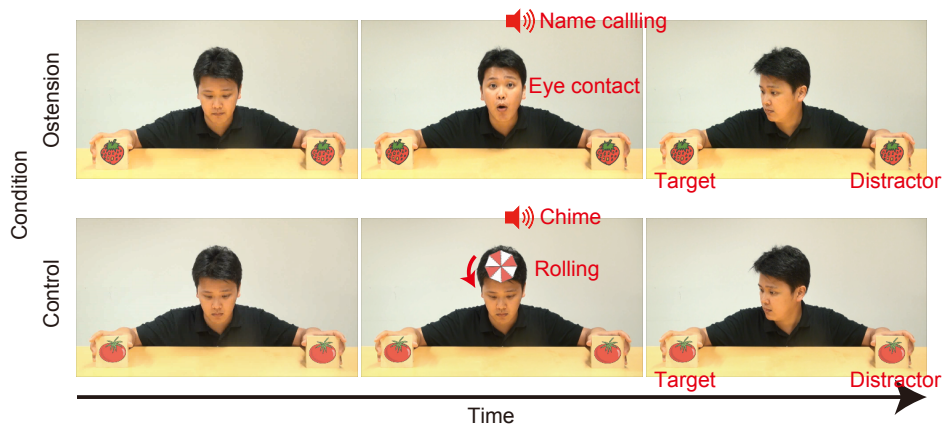 Name callling
Eye contact
Ostension
Target
Distractor
Condition
Chime
Rolling
Control
Target
Distractor
Time